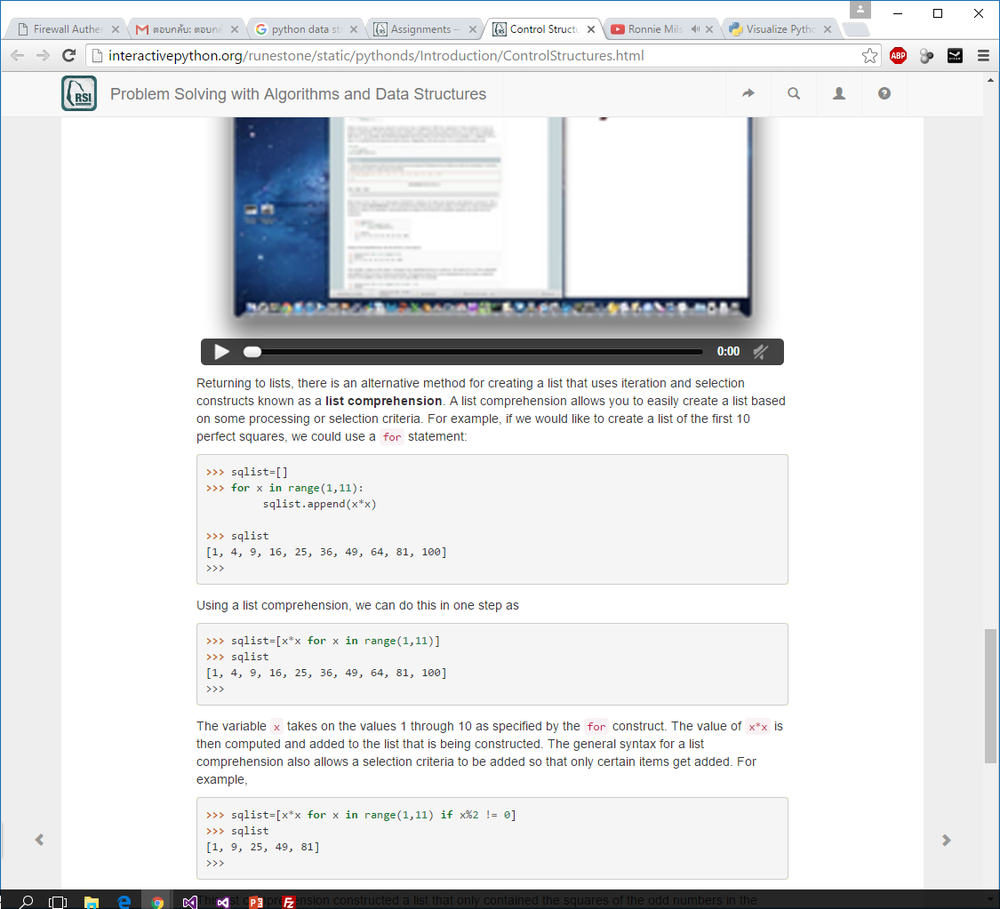 Firewall Auther
ตอบกลับ: ตอบกล
python data st
Assignments —
Control Structu
Ronnie Mils
Visualize Pytho
interactivepython.org/runestone/static/pythonds/Introduction/ControlStructures.html
ABP
RSI
Problem Solving with Algorithms and Data Structures
0:00
Returning to lists, there is an alternative method for creating a list that uses iteration and selection
constructs known as a list comprehension. A list comprehension allows you to easily create a list based
on some processing or selection criteria. For example, if we would like to create a list of the first 10
perfect squares, we could use a for statement:
>>> sqlist=[]
>>> for x in range(1,11):
         sqlist.append(x*x)
>>> sqlist
[1, 4, 9, 16, 25, 36, 49, 64, 81, 100]
>>>
Using a list comprehension, we can do this in one step as
>>> sqlist=[x*x for x in range(1,11)]
>>> sqlist
[1, 4, 9, 16, 25, 36, 49, 64, 81, 100]
>>>
The variable x takes on the values 1 through 10 as specified by the for construct. The value of x*x is
then computed and added to the list that is being constructed. The general syntax for a list
comprehension also allows a selection criteria to be added so that only certain items get added. For
example,
>>> sqlist=[x*x for x in range(1,11) if x%2 != 0]
>>> sqlist
[1, 9, 25, 49, 81]
>>>
constructed a list that only contained the squares of the odd numbers in the